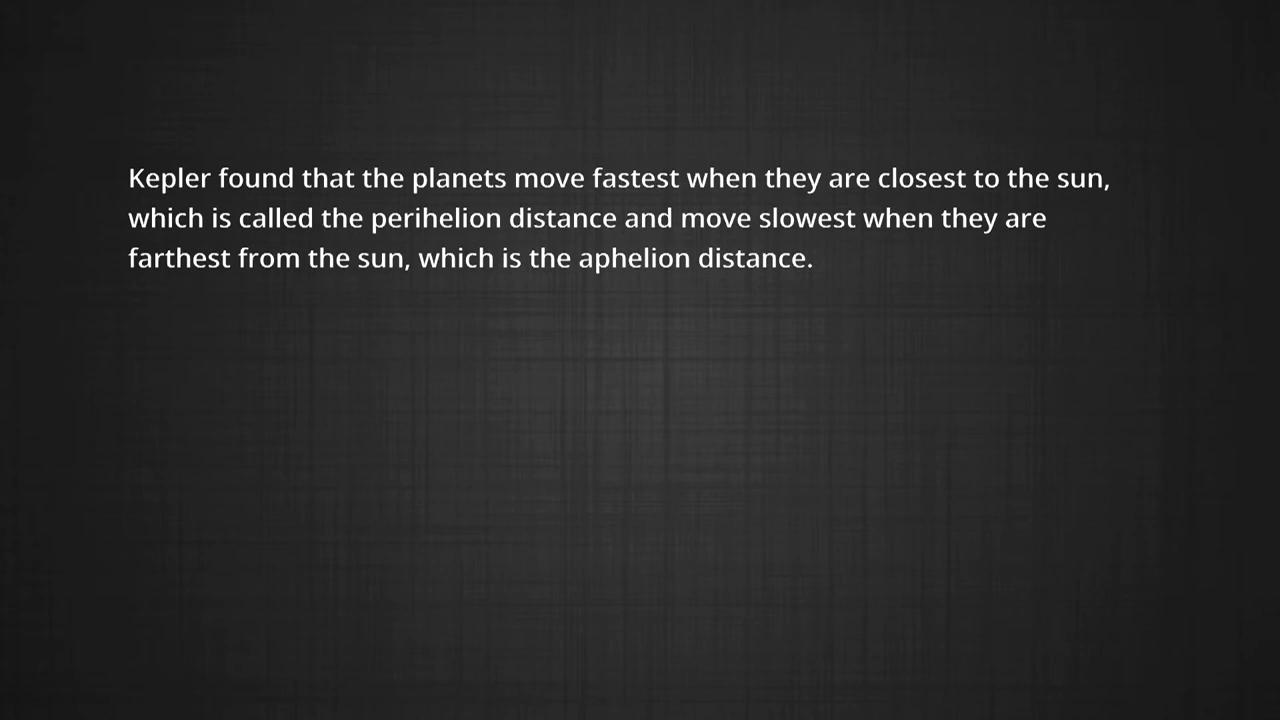 Kepler found that the planets move fastest when they are closest to the sun,
which is called the perihelion distance and move slowest when they are
farthest from the sun, which is the aphelion distance.